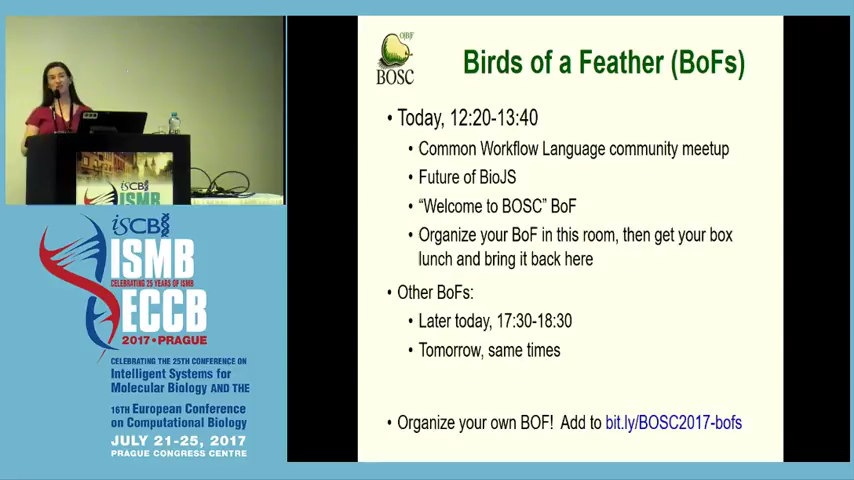 iSCB
ISMB
iSCB
ISMB
CELEBRATING 25 YEARS OF ISMB
ECCB
2017 • PRAGUE
CELEBRATING THE 25TH CONFERENCE ON
Intelligent Systems for
Molecular Biology AND THE
16TH European Conference
on Computational Biology
JULY 21-25, 2017
PRAGUE CONGRESS CENTRE
OBF
BOSC
Birds of a Feather (BoFs)
• Today, 12:20-13:40
• Common Workflow Language community meetup
• Future of BioJS
• “Welcome to BOSC” BoF
• Organize your BoF in this room, then get your box
lunch and bring it back here
• Other BoFs:
• Later today, 17:30-18:30
• Tomorrow, same times
• Organize your own BOF! Add to bit.ly/BOSC2017-bofs